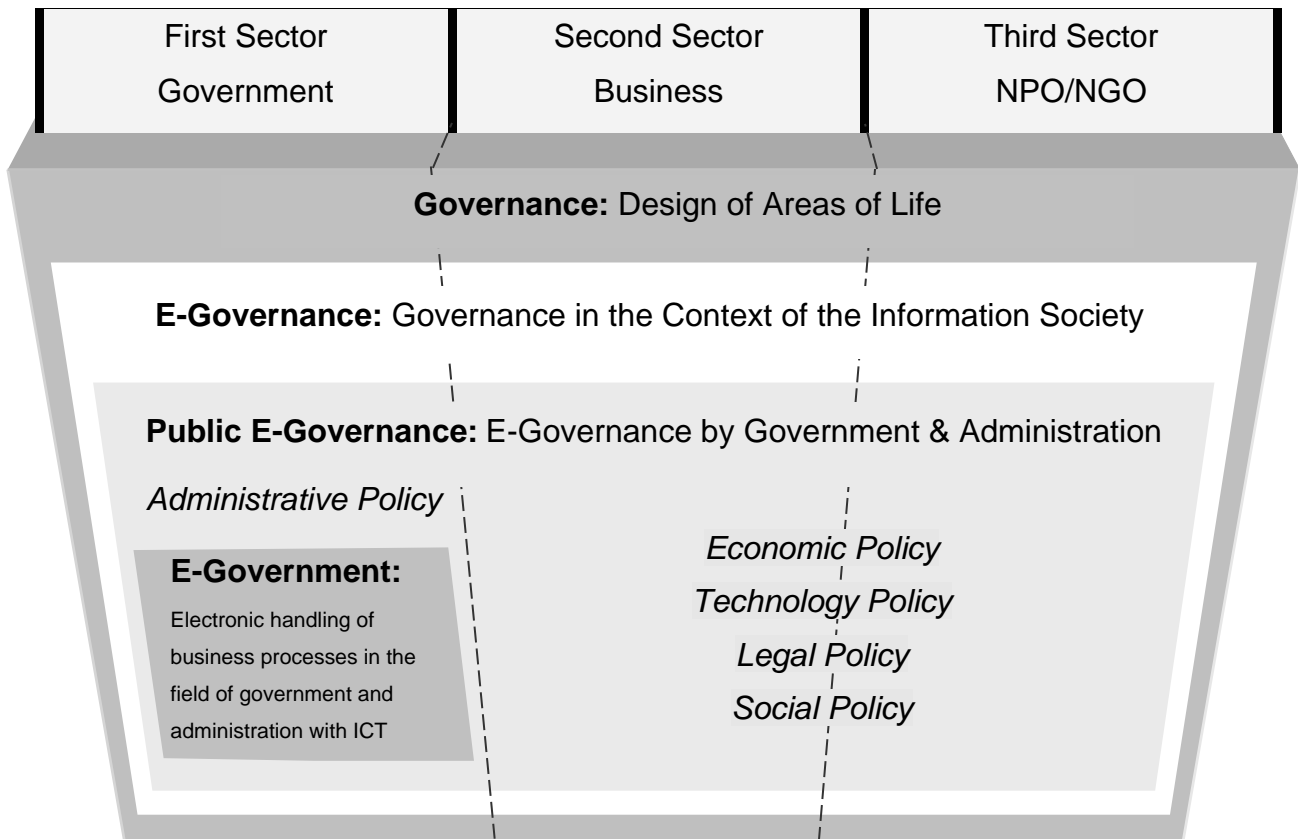 First Sector
Government
Second Sector
Business
Third Sector
NPO/NGO
Governance: Design of Areas of Life
E-Governance: Governance in the Context of the Information Society
Public E-Governance: E-Governance by Government & Administration
Administrative Policy
E-Government:
Electronic handling of
business processes in the
field of government and
administration with ICT
Economic Policy
Technology Policy
Legal Policy
Social Policy